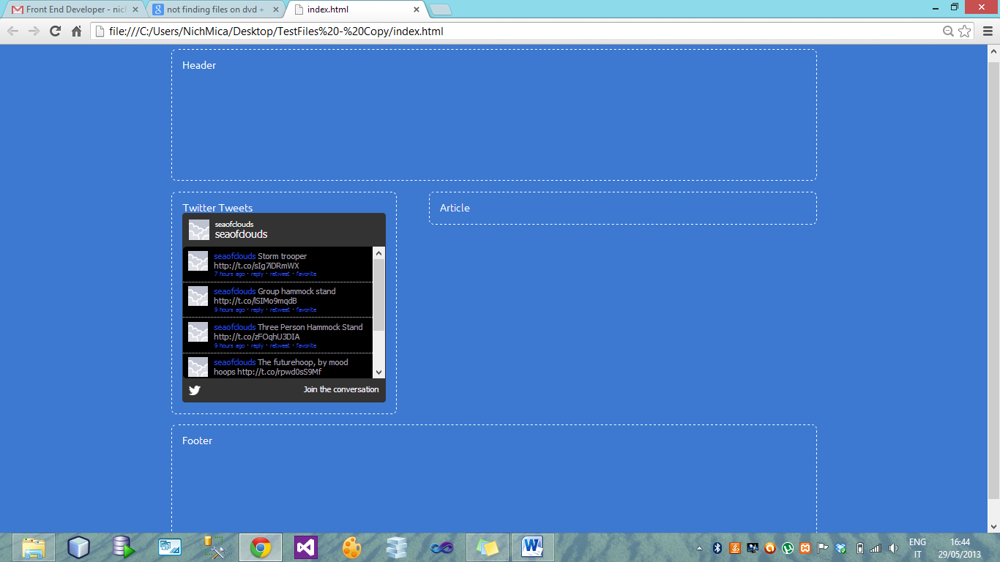 Front End Developer - nich
not finding files on dvd +
index.html
file:///C:/Users/NichMica/Desktop/TestFiles%20-%20Copy/index.html
Header
Twitter Tweets
seaofclouds
seaofclouds
seaofclouds Storm trooper
http://t.co/sIg7iDRmWX
7 hours ago · reply · retweet · favorite
seaofclouds Group hammock stand
http://t.co/lSIMo9mqdB
9 hours ago · reply · retweet · favorite
seaofclouds Three Person Hammock Stand
http://t.co/zFOqhU3DIA
9 hours ago · reply · retweet · favorite
seaofclouds The futurehoop, by mood
hoops http://t.co/rpwd0sS9Mf
Join the conversation
Article
Footer
ENG
IT
16:44
29/05/2013